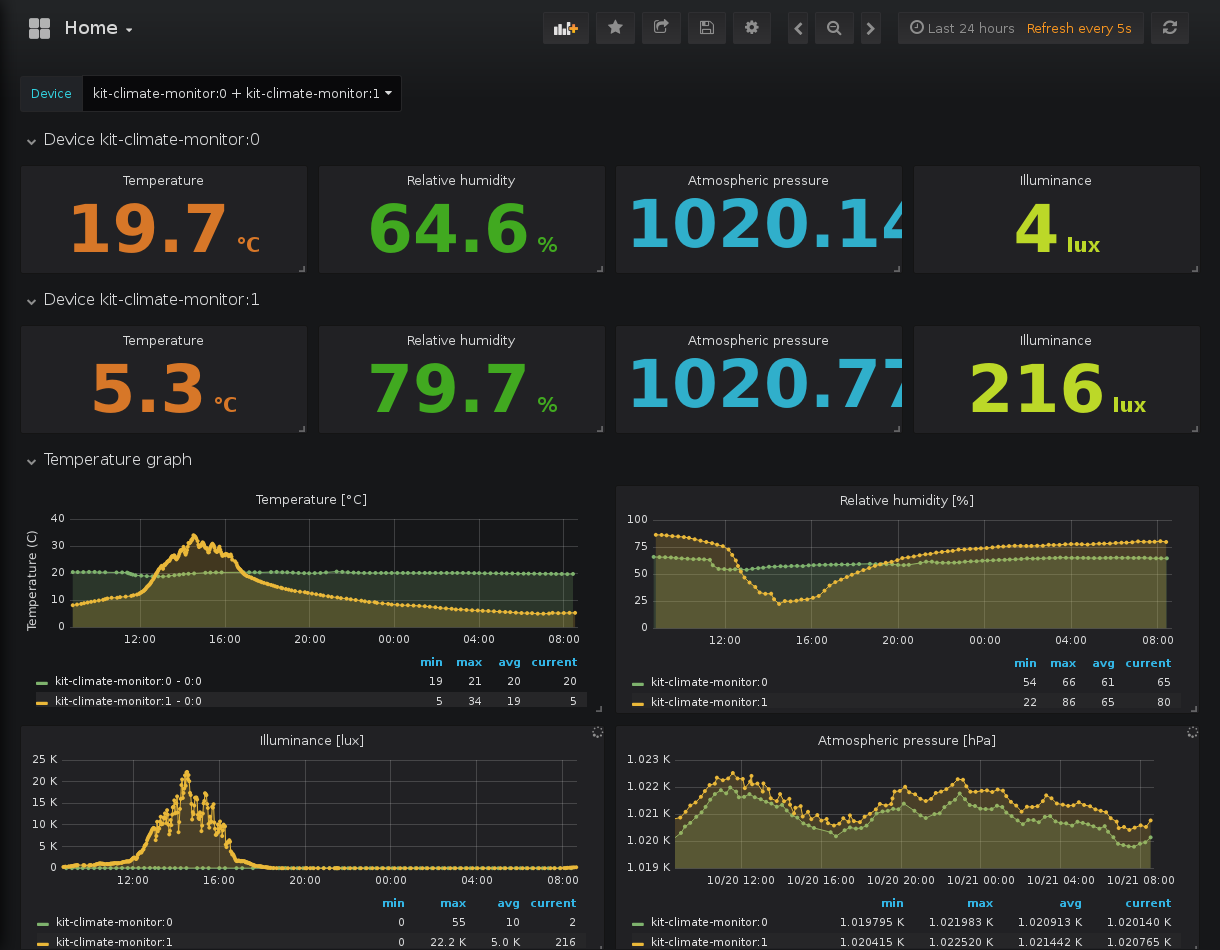 Home
Last 24 hours Refresh every 5s
Device kit-climate-monitor:0 + kit-climate-monitor:1
Device kit-climate-monitor:0
Temperature Relative humidity Atmospheric pressure Illuminance
19.7 °C 64.6 % 1020.14 4 lux
Device kit-climate-monitor:1
Temperature Relative humidity Atmospheric pressure Illuminance
5.3 °C 79.7 % 1020.77 216 lux
Temperature graph
Temperature [°C]
Temperature (C)
40
30
20
10
0
12:00 16:00 20:00 00:00 04:00 08:00
min max avg current
kit-climate-monitor:0 - 0:0 19 21 20 20
kit-climate-monitor:1 - 0:0 5 34 19 5
Relative humidity [%]
100
75
50
25
0
12:00 16:00 20:00 00:00 04:00 08:00
min max avg current
kit-climate-monitor:0 54 66 61 65
kit-climate-monitor:1 22 86 65 80
Illuminance [lux]
25 K
20 K
15 K
10 K
5 K
0
12:00 16:00 20:00 00:00 04:00 08:00
min max avg current
kit-climate-monitor:0 0 55 10 2
kit-climate-monitor:1 0 22.2 K 5.0 K 216
Atmospheric pressure [hPa]
1.023 K
1.022 K
1.021 K
1.020 K
1.019 K
10/20 12:00 10/20 16:00 10/20 20:00 10/21 00:00 10/21 04:00 10/21 08:00
min max avg current
kit-climate-monitor:0 1.019795 K 1.021983 K 1.020913 K 1.020140 K
kit-climate-monitor:1 1.020415 K 1.022520 K 1.021442 K 1.020765 K